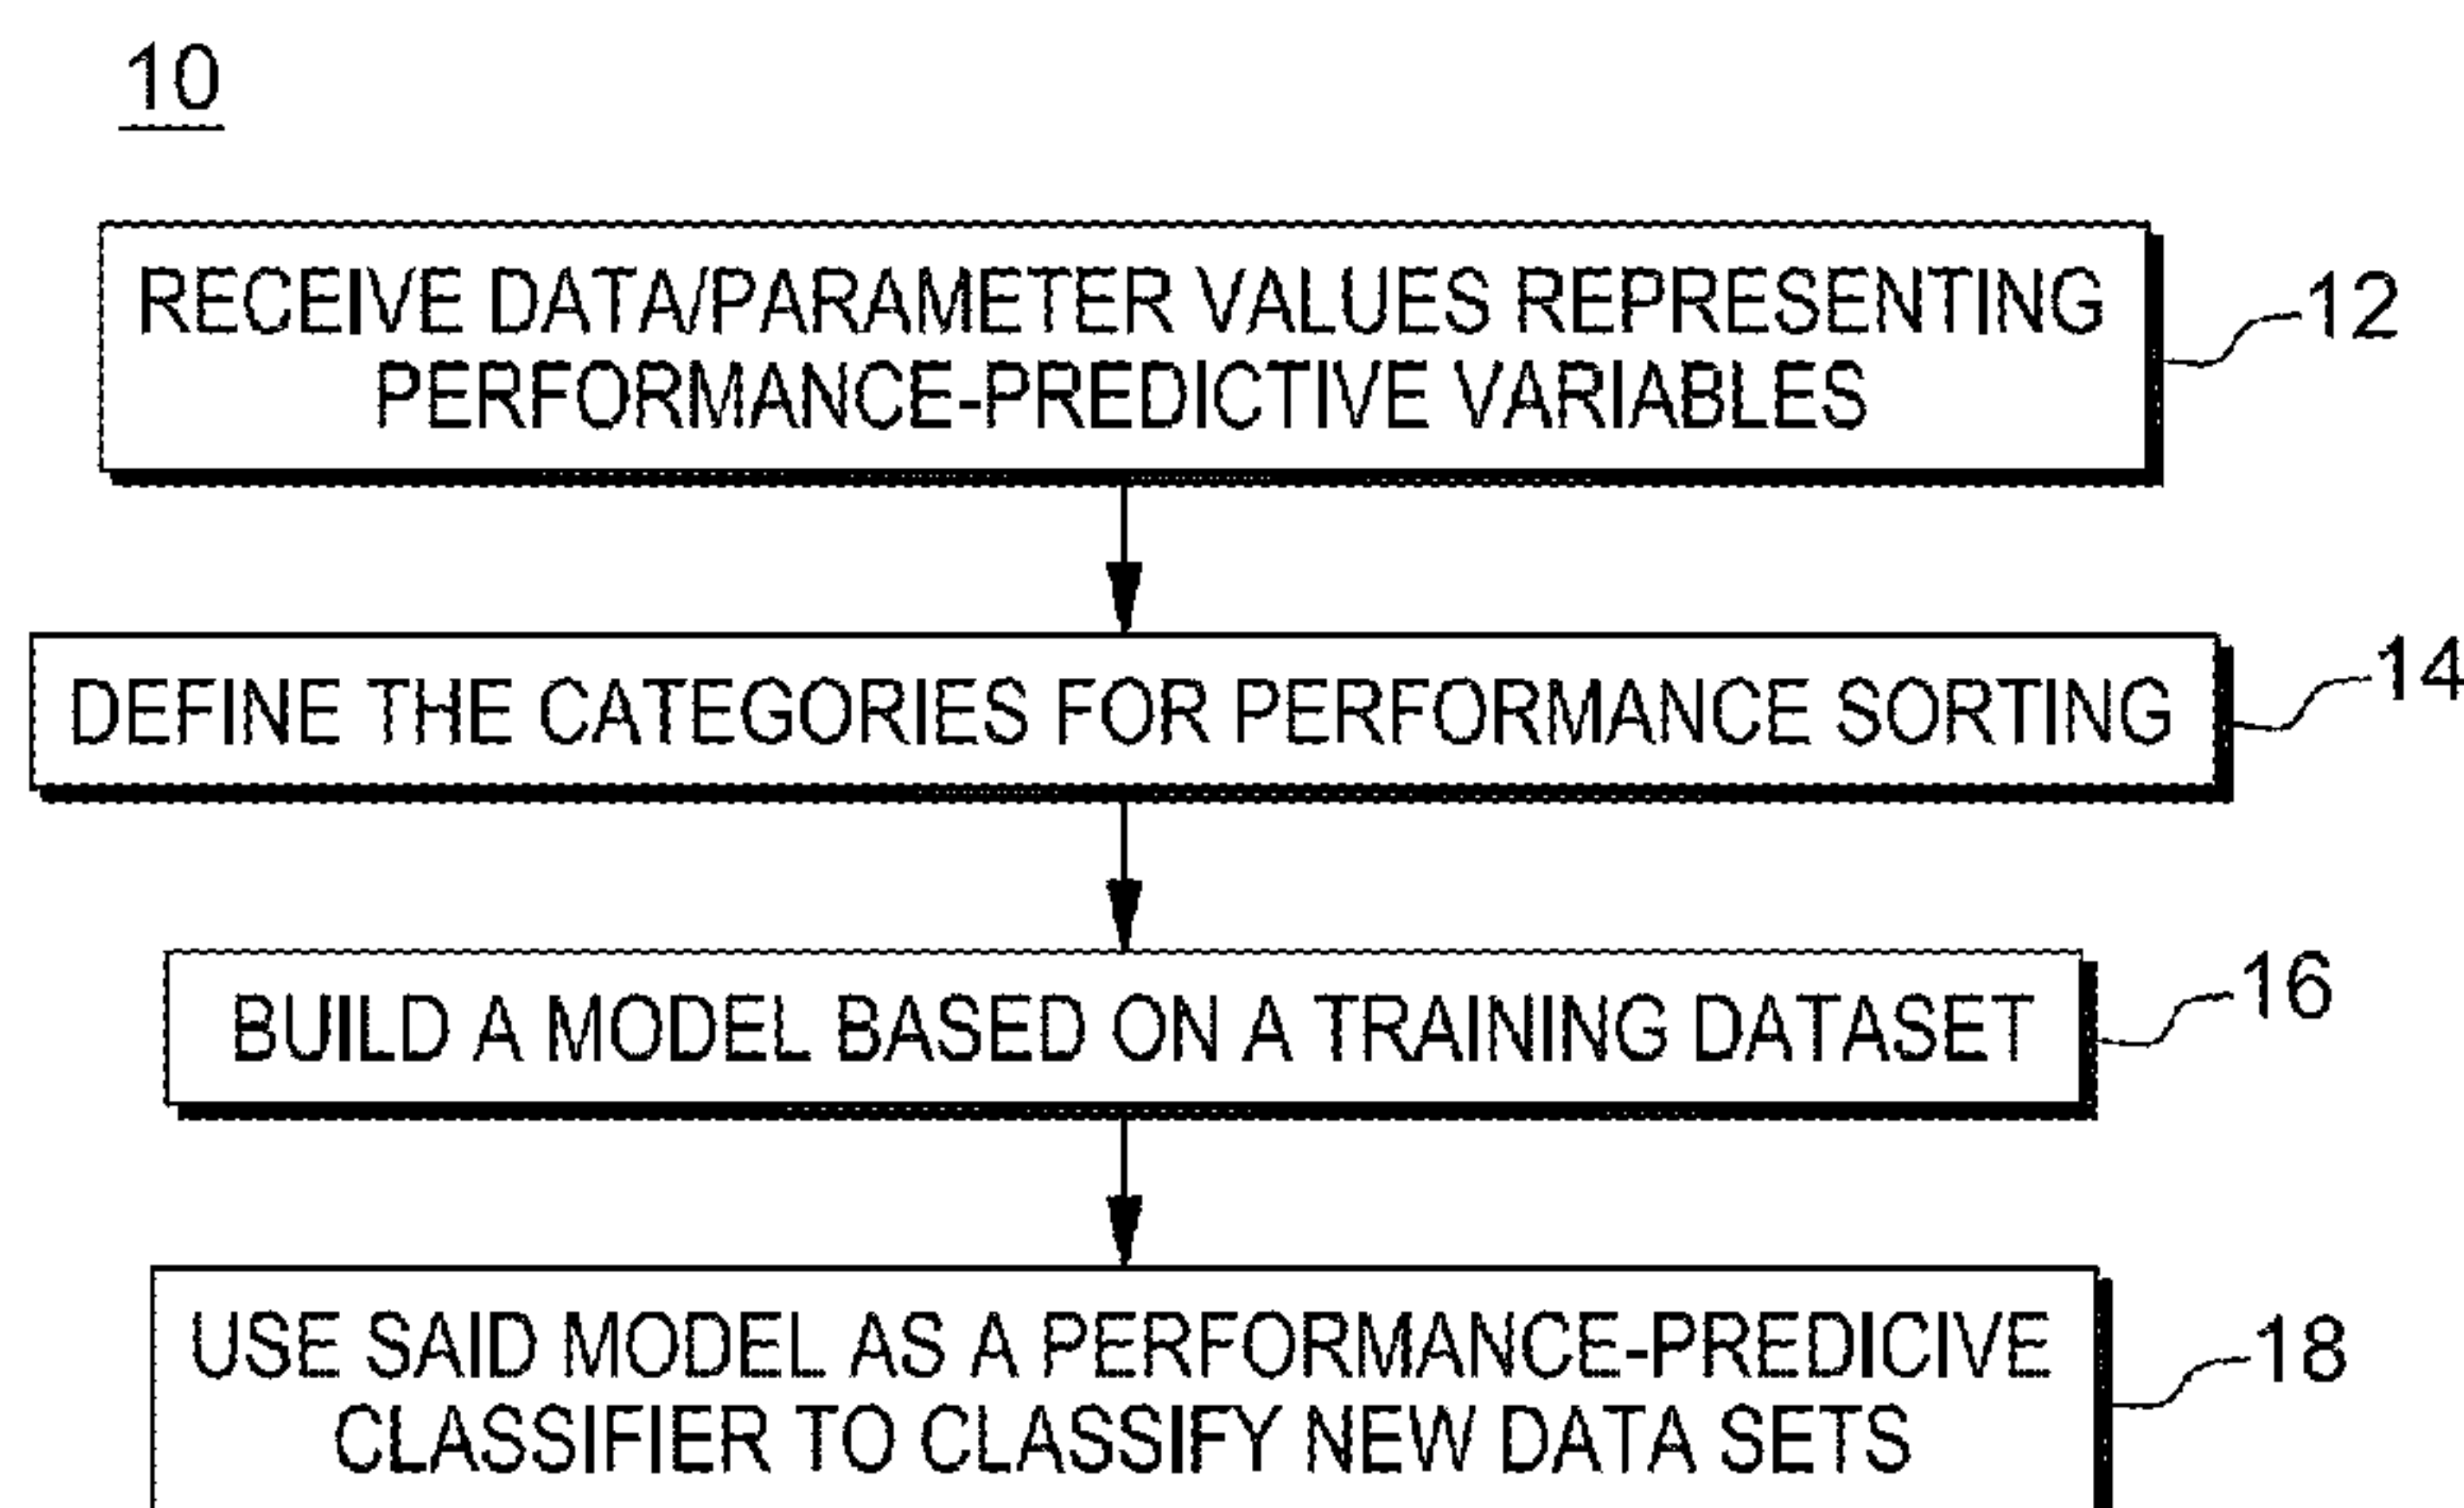 10
RECEIVE DATA/PARAMETER VALUES REPRESENTING
PERFORMANCE-PREDICTIVE VARIABLES
12
DEFINE THE CATEGORIES FOR PERFORMANCE SORTING
14
BUILD A MODEL BASED ON A TRAINING DATASET
16
USE SAID MODEL AS A PERFORMANCE-PREDICIVE
CLASSIFIER TO CLASSIFY NEW DATA SETS
18